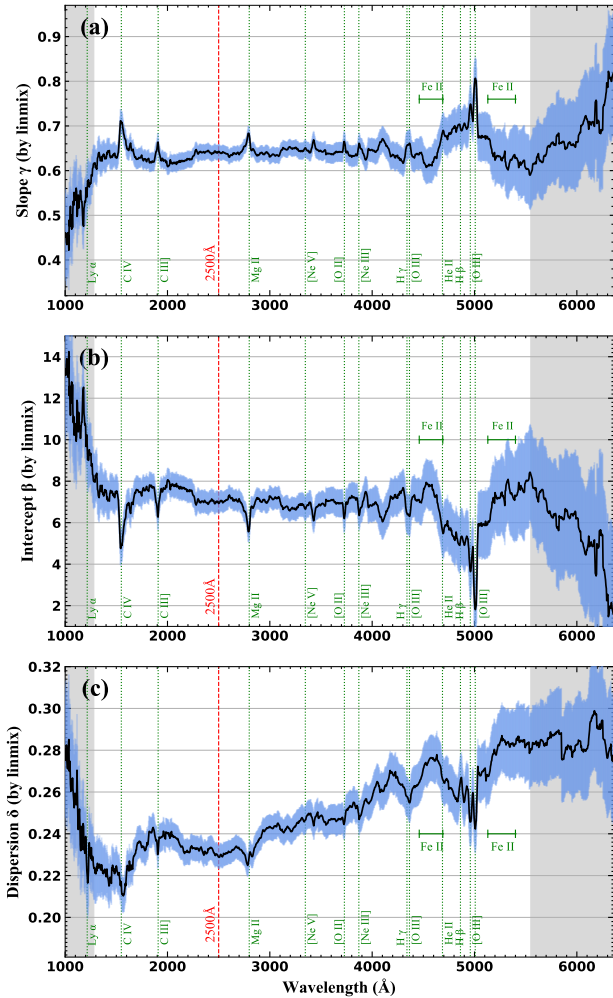 (a)
Slope γ (by linmix)
0.9
0.8
0.7
0.6
0.5
0.4
Fe II
Fe II
Ly α
C IV
C III]
2500Å
Mg II
[Ne V]
[O II]
[Ne III]
H γ
[O III]
He II
H β
[O III]
1000 2000 3000 4000 5000 6000
(b)
Intercept β (by linmix)
14
12
10
8
6
4
2
Fe II
Fe II
Ly α
C IV
C III]
2500Å
Mg II
[Ne V]
[O II]
[Ne III]
H γ
[O III]
He II
H β
[O III]
1000 2000 3000 4000 5000 6000
(c)
Dispersion δ (by linmix)
0.32
0.30
0.28
0.26
0.24
0.22
0.20
Fe II
Fe II
Ly α
C IV
C III]
2500Å
Mg II
[Ne V]
[O II]
[Ne III]
H γ
[O III]
He II
H β
[O III]
1000 2000 3000 4000 5000 6000
Wavelength (Å)